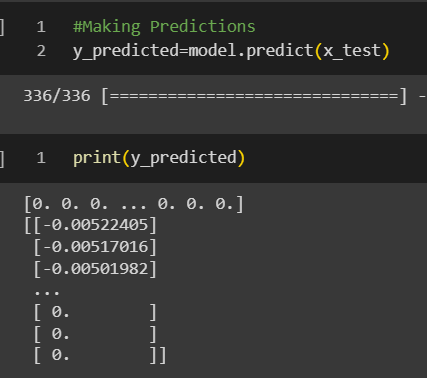 ] 1 #Making Predictions
2 y_predicted=model.predict(x_test)
336/336 [==============================] -
] 1 print(y_predicted)
[0. 0. 0. ... 0. 0. 0.]
[[-0.00522405]
[-0.00517016]
[-0.00501982]
...
[ 0. ]
[ 0. ]
[ 0. ]]